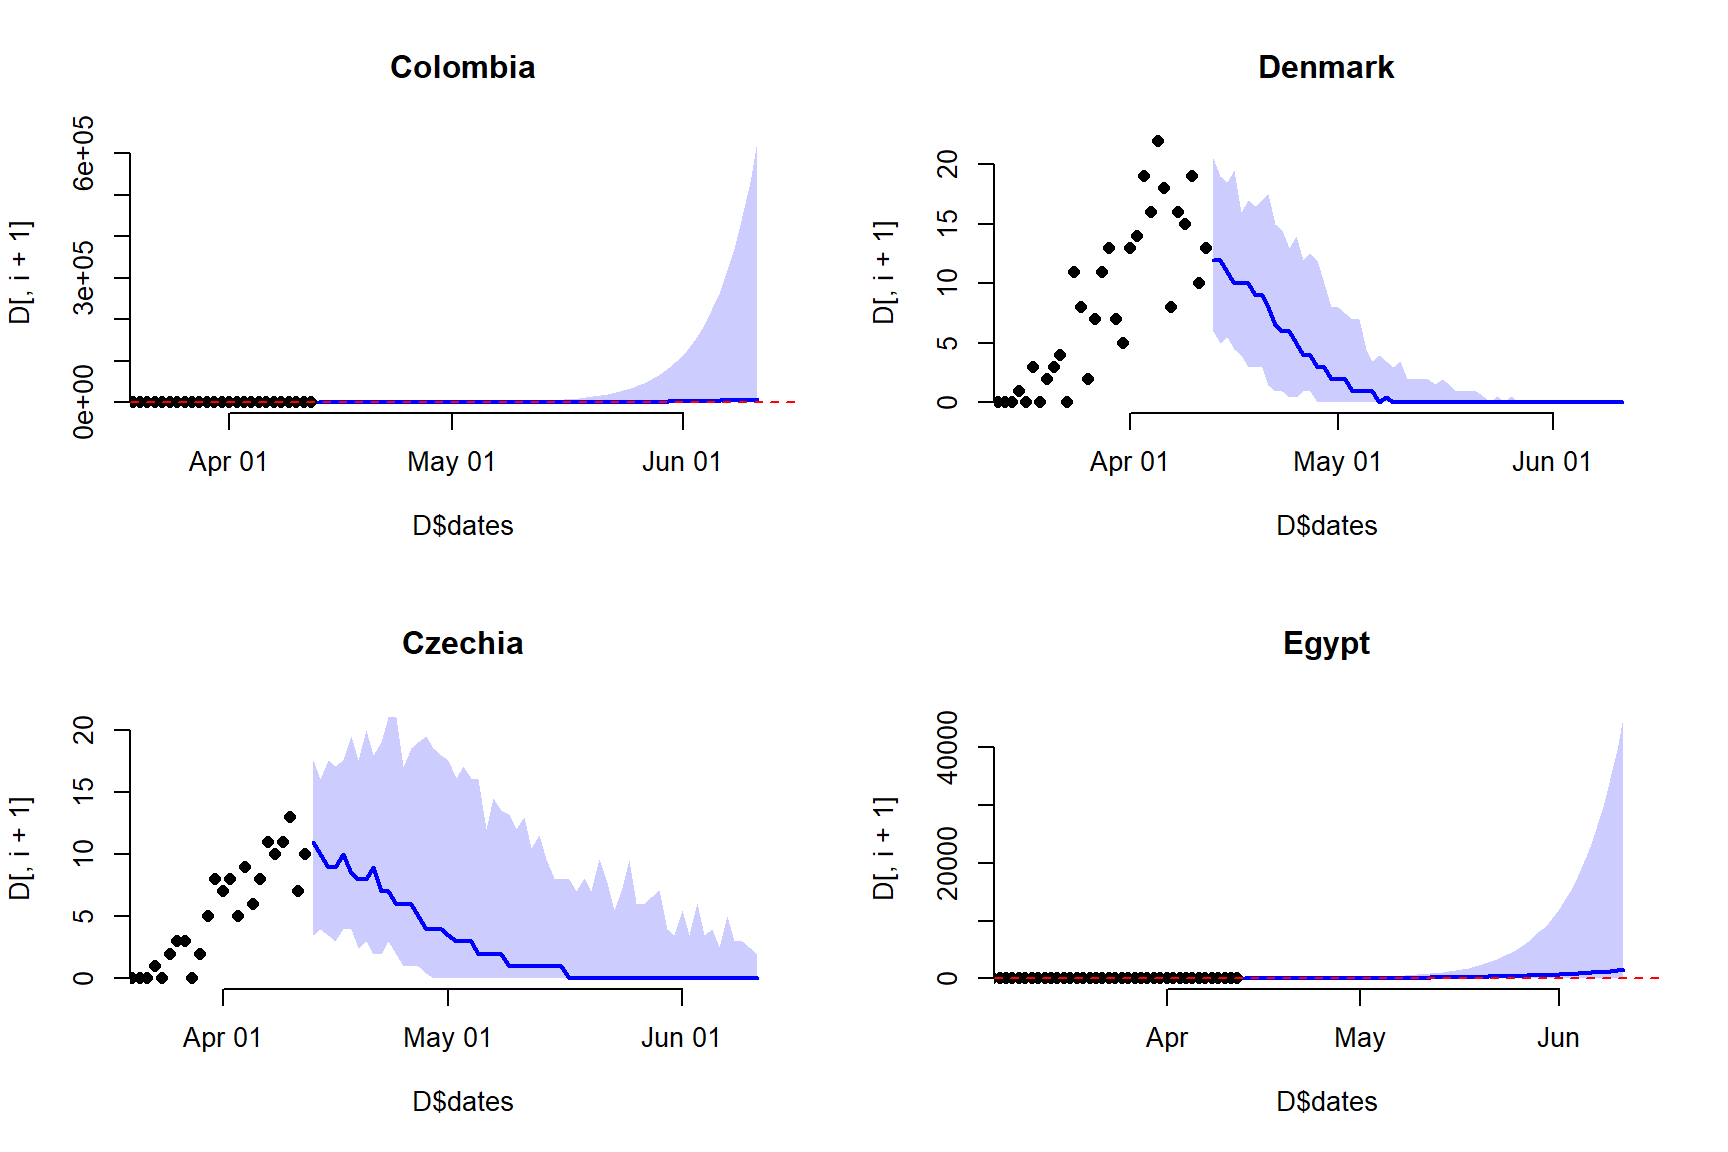 Colombia
D[, i + 1]
0e+00 3e+05 6e+05
Apr 01 May 01 Jun 01
D$dates
Denmark
D[, i + 1]
0 5 10 15 20
Apr 01 May 01 Jun 01
D$dates
Czechia
D[, i + 1]
0 5 10 15 20
Apr 01 May 01 Jun 01
D$dates
Egypt
D[, i + 1]
0 20000 40000
Apr May Jun
D$dates